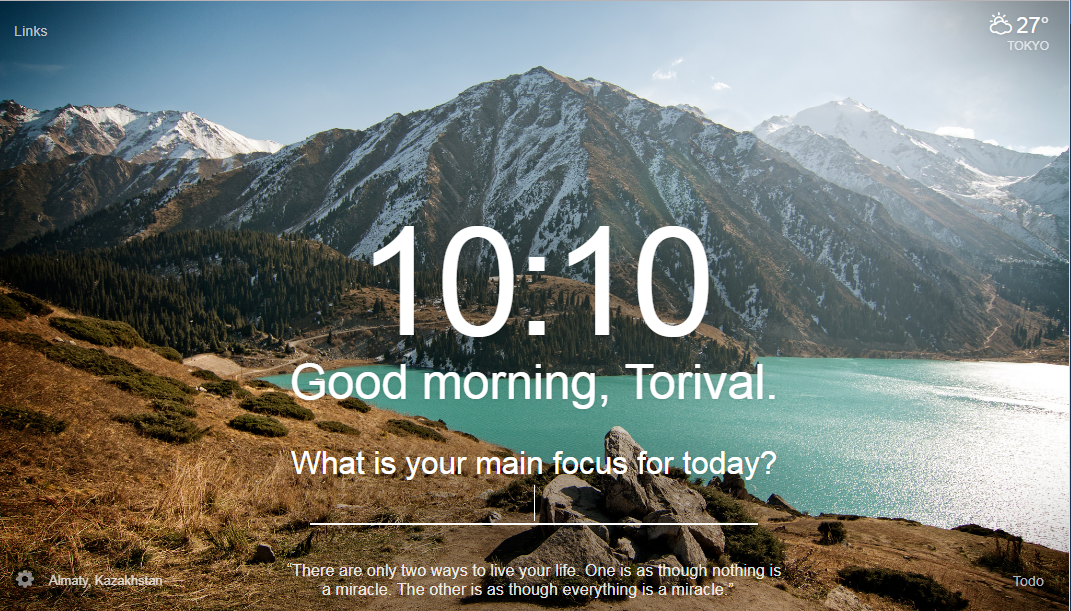 Links
27°
TOKYO
10:10
Good morning, Torival.
What is your main focus for today?
“There are only two ways to live your life. One is as though nothing is
a miracle. The other is as though everything is a miracle.”
Almaty, Kazakhstan
Todo